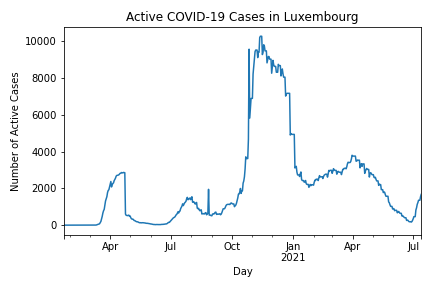 Active COVID-19 Cases in Luxembourg
Number of Active Cases
10000
8000
6000
4000
2000
0
Apr
Jul
Oct
Jan
2021
Apr
Jul
Day